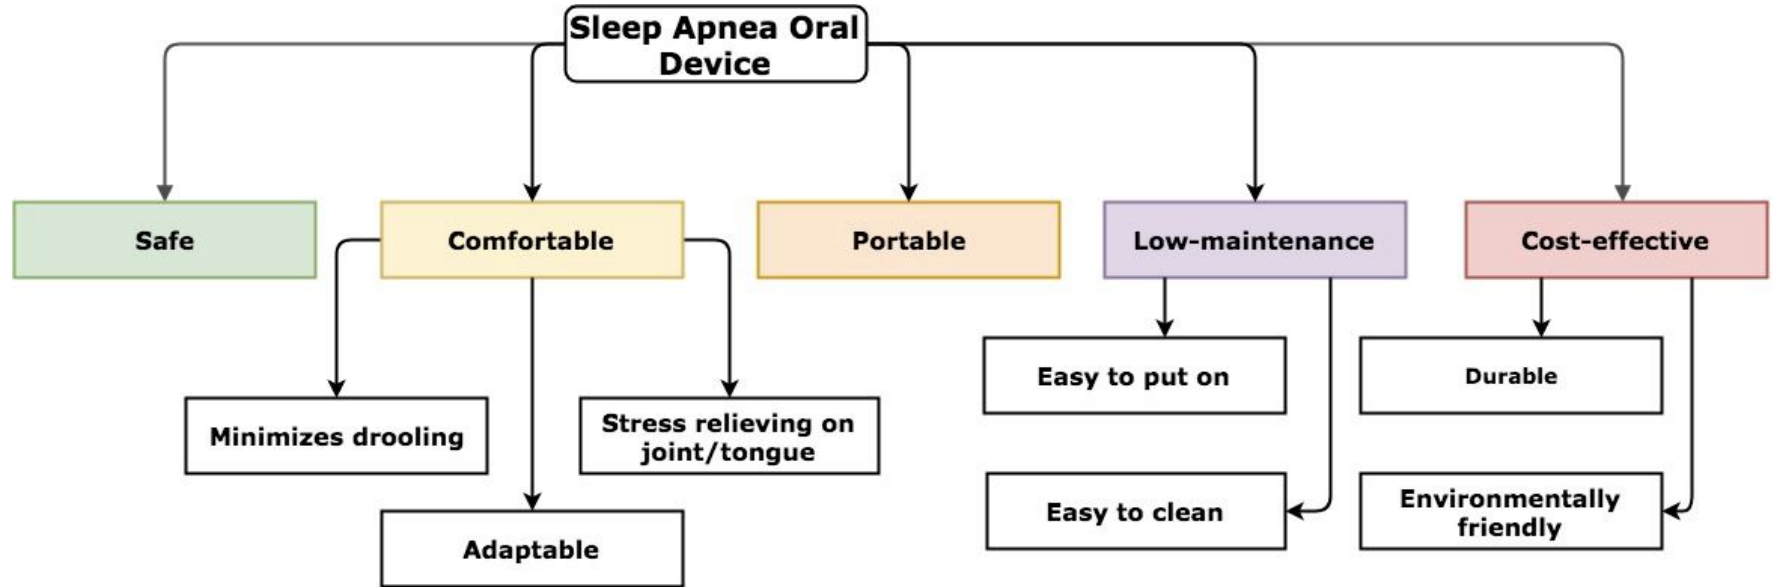 Sleep Apnea Oral
Device
Safe
Comfortable
Portable
Low-maintenance
Cost-effective
Minimizes drooling
Adaptable
Stress relieving on
joint/tongue
Easy to put on
Easy to clean
Durable
Environmentally
friendly